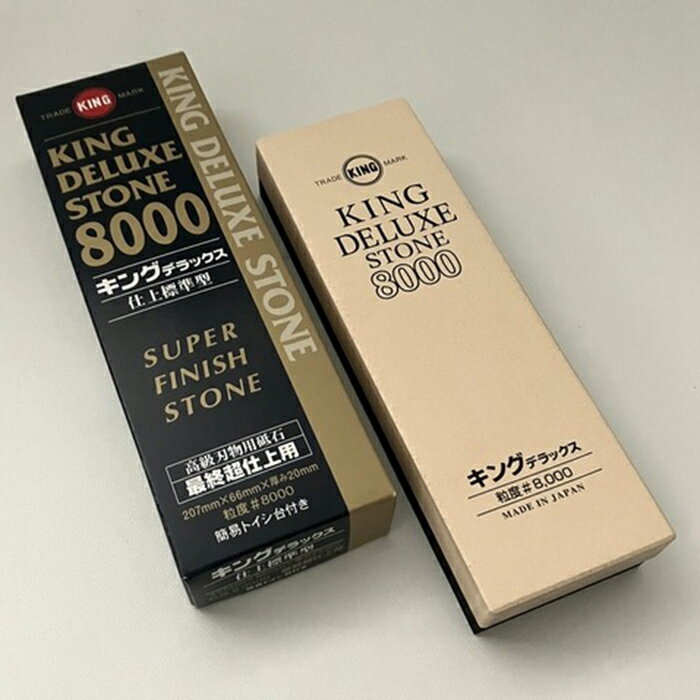 TRADE KING MARK
KING
DELUXE
STONE
8000
キングデラックス
仕上標準型
SUPER
FINISH
STONE
高級刃物用砥石
最終超仕上用
207mm×66mm×厚み20mm
粒度#8000
簡易トイシ台付き
KING DELUXE STONE
キングデラックス
仕上標準型
TRADE KING MARK
KING
DELUXE
STONE
8000
キングデラックス
粒度#8,000
MADE IN JAPAN